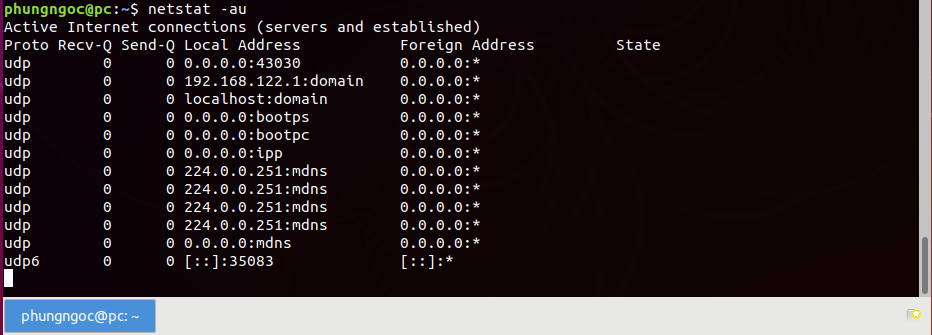 phungngoc@pc:~$ netstat -au
Active Internet connections (servers and established)
Proto Recv-Q Send-Q Local Address           Foreign Address         State
udp        0      0 0.0.0.0:43030           0.0.0.0:*
udp        0      0 192.168.122.1:domain    0.0.0.0:*
udp        0      0 localhost:domain        0.0.0.0:*
udp        0      0 0.0.0.0:bootps          0.0.0.0:*
udp        0      0 0.0.0.0:bootpc          0.0.0.0:*
udp        0      0 0.0.0.0:ipp             0.0.0.0:*
udp        0      0 224.0.0.251:mdns        0.0.0.0:*
udp        0      0 224.0.0.251:mdns        0.0.0.0:*
udp        0      0 224.0.0.251:mdns        0.0.0.0:*
udp        0      0 224.0.0.251:mdns        0.0.0.0:*
udp        0      0 0.0.0.0:mdns            0.0.0.0:*
udp6       0      0 [::]:35083              [::]:*
phungngoc@pc: ~